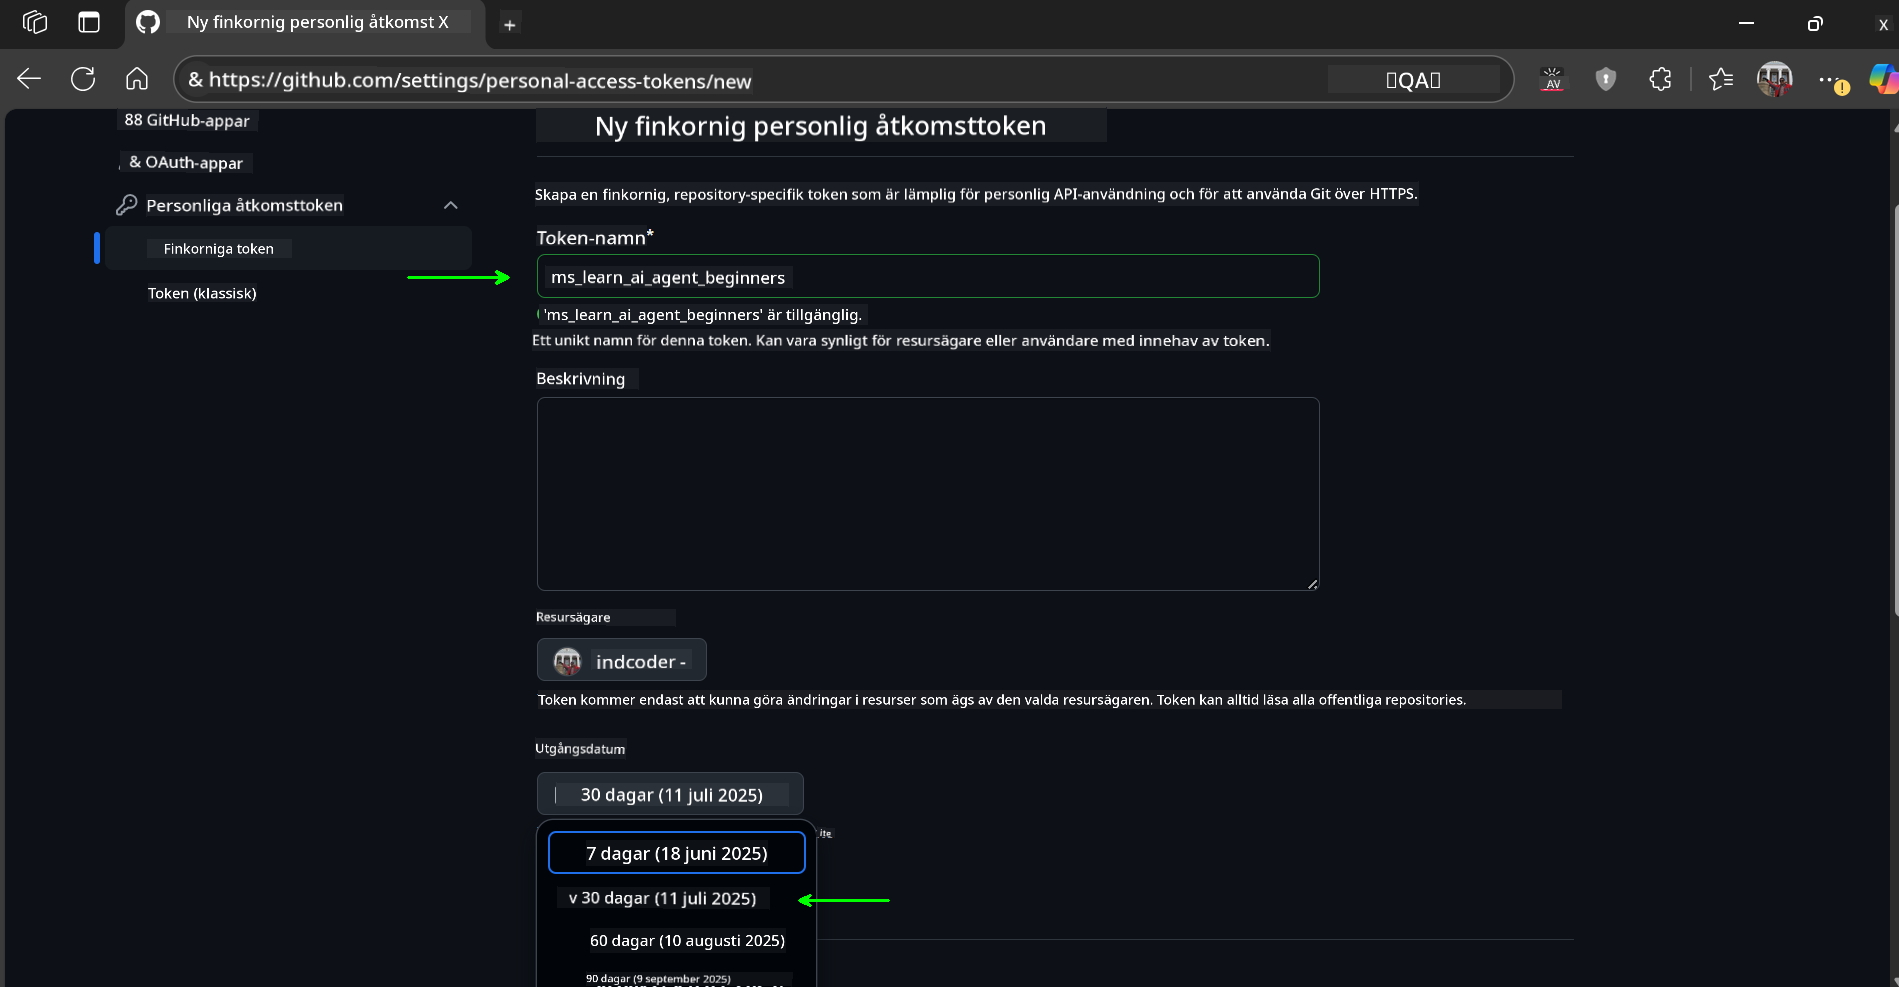 Ny finkornig personlig åtkomst X
+
X
& https://github.com/settings/personal-access-tokens/new
QA
AV
88 GitHub-appar
& OAuth-appar
Personliga åtkomsttoken
Finkorniga token
Token (klassisk)
Ny finkornig personlig åtkomsttoken
Skapa en finkornig, repository-specifik token som är lämplig för personlig API-användning och för att använda Git över HTTPS.
Token-namn*
ms_learn_ai_agent_beginners
'ms_learn_ai_agent_beginners' är tillgänglig.
Ett unikt namn för denna token. Kan vara synligt för resursägare eller användare med innehav av token.
Beskrivning
Resursägare
indcoder -
Token kommer endast att kunna göra ändringar i resurser som ägs av den valda resursägaren. Token kan alltid läsa alla offentliga repositories.
Utgångsdatum
30 dagar (11 juli 2025)
7 dagar (18 juni 2025)
v 30 dagar (11 juli 2025)
60 dagar (10 augusti 2025)
90 dagar (9 september 2025)